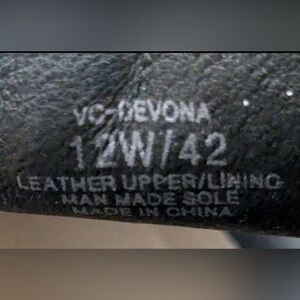 VC-DEVONA
12W/42
LEATHER UPPER/LINING
MAN MADE SOLE
MADE IN CHINA